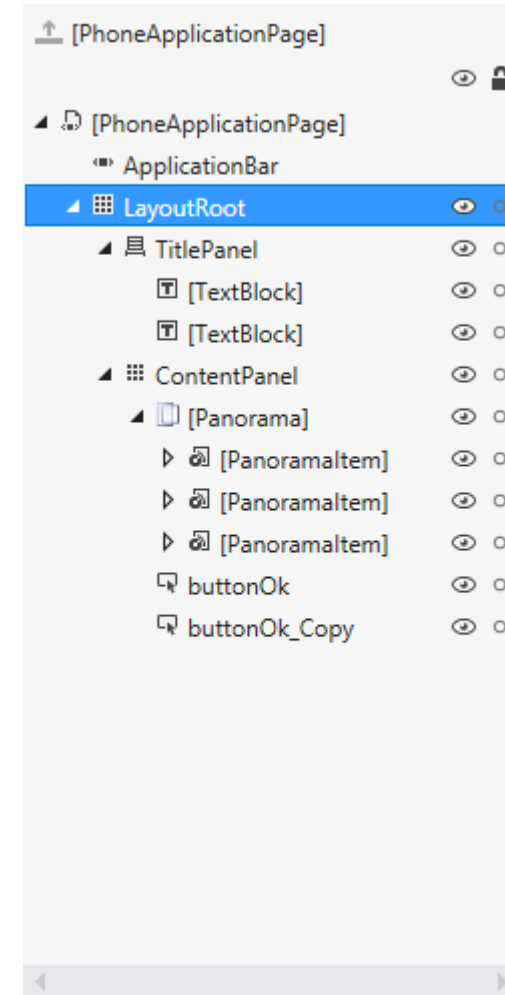 [PhoneApplicationPage]
[PhoneApplicationPage]
ApplicationBar
LayoutRoot
TitlePanel
[TextBlock]
[TextBlock]
ContentPanel
[Panorama]
[PanoramaItem]
[PanoramaItem]
[PanoramaItem]
buttonOk
buttonOk_Copy